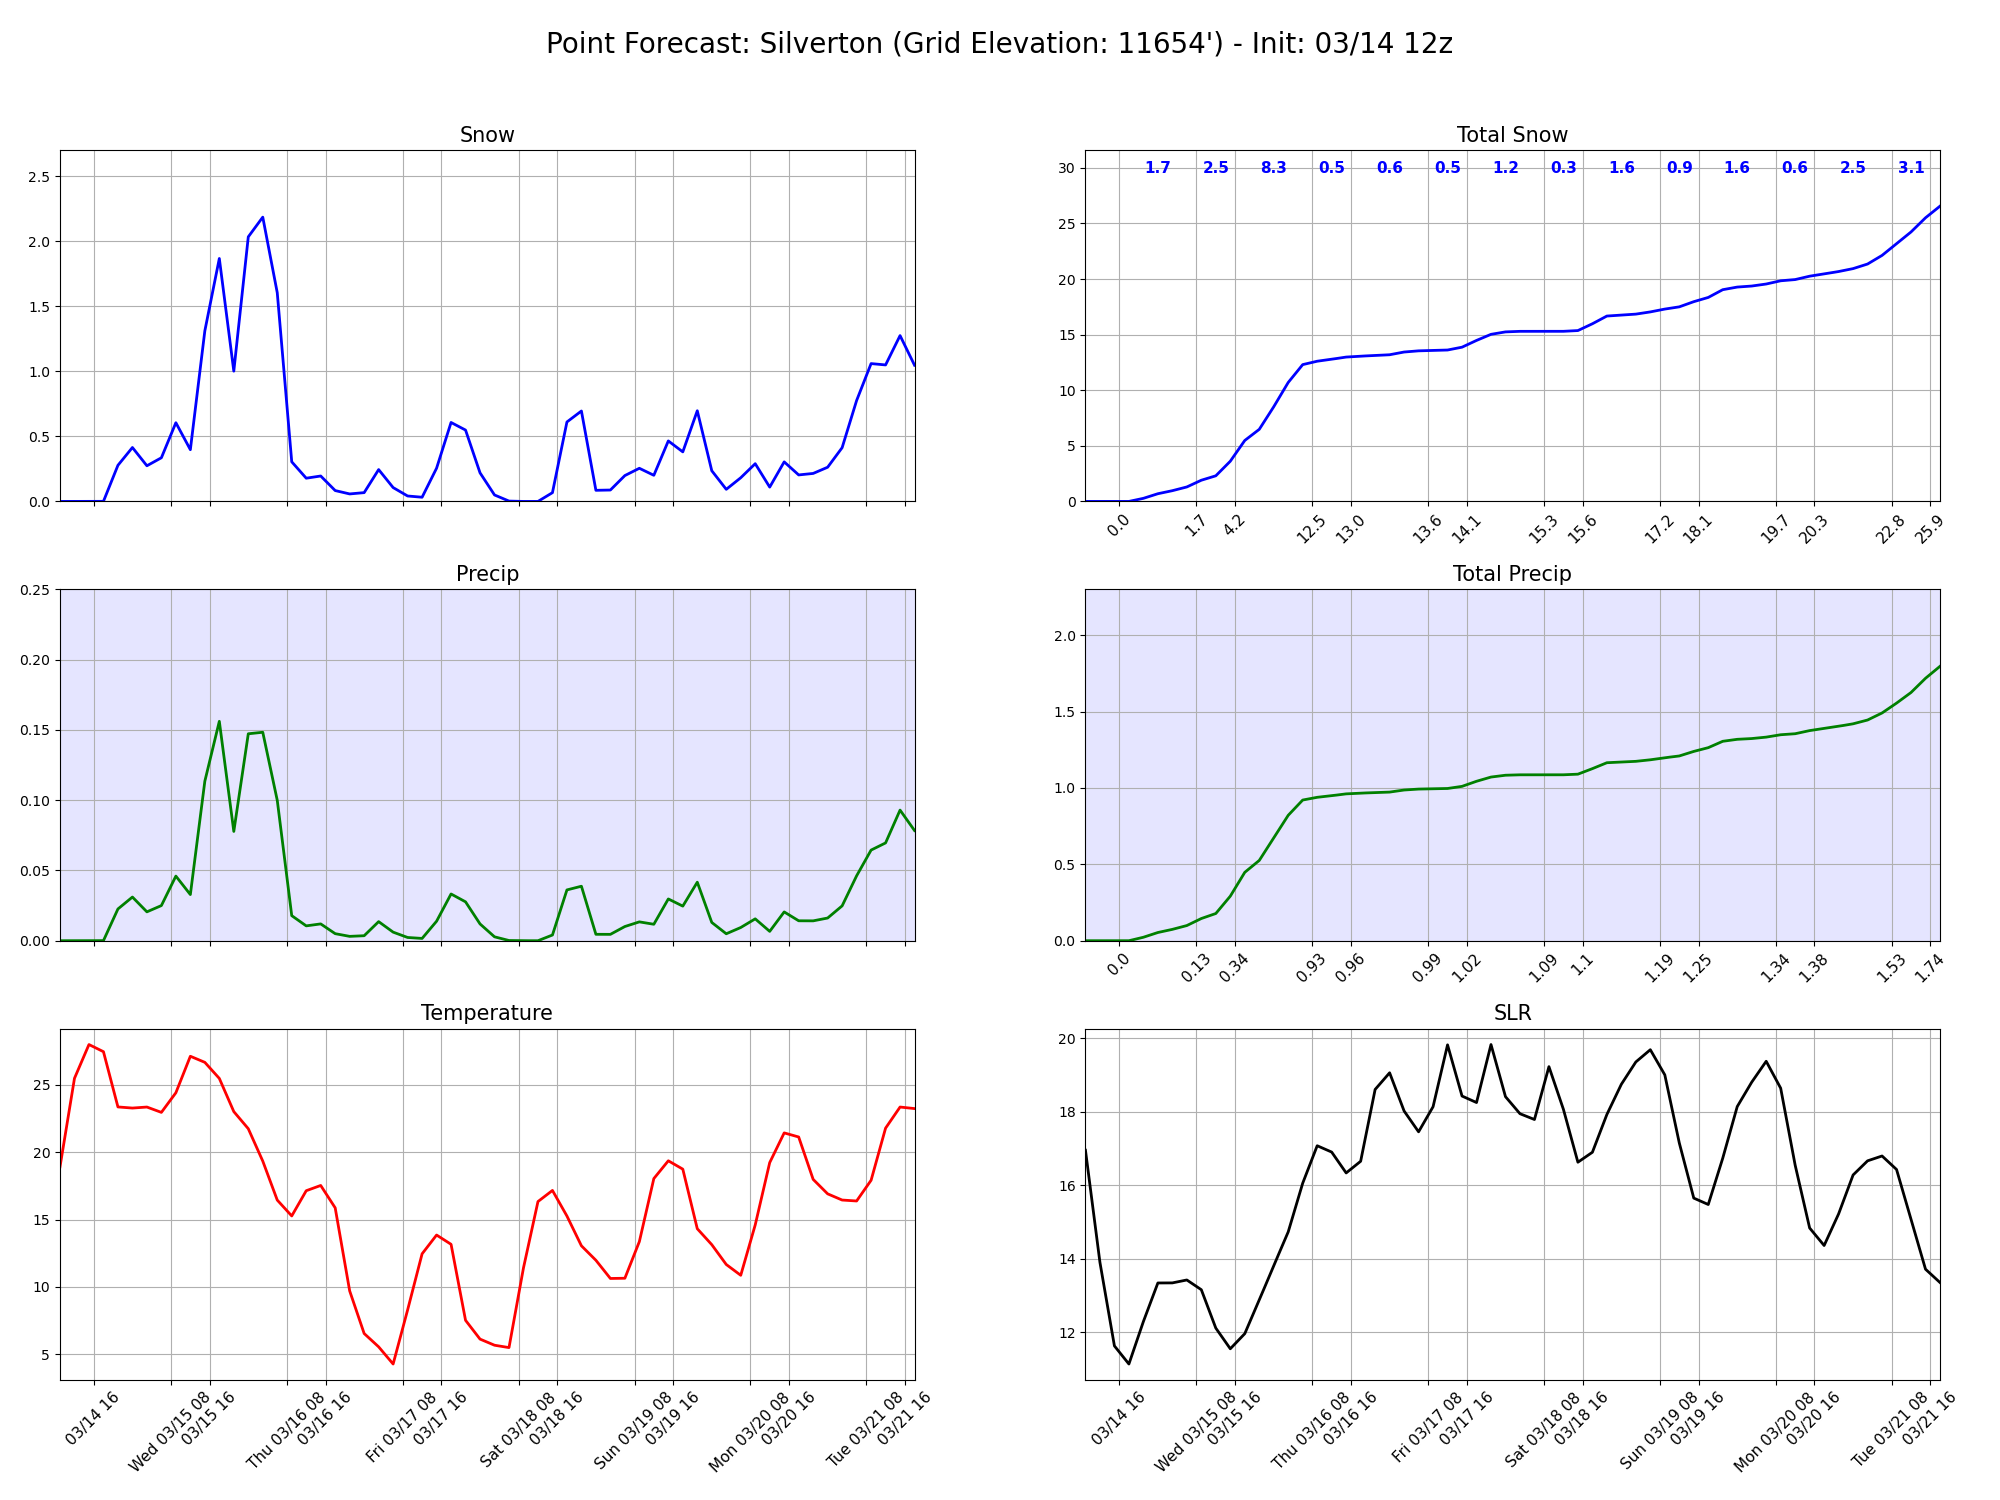 Point Forecast: Silverton (Grid Elevation: 11654') - Init: 03/14 12z
Snow
2.5
2.0
1.5
1.0
0.5
0.0
Total Snow
1.7 2.5 8.3 0.5 0.6 0.5 1.2 0.3 1.6 0.9 1.6 0.6 2.5 3.1
30
25
20
15
10
5
0
0.0 1.7 4.2 12.5 13.0 13.6 14.1 15.3 15.6 17.2 18.1 19.7 20.3 22.8 25.9
Precip
0.25
0.20
0.15
0.10
0.05
0.00
Total Precip
2.0
1.5
1.0
0.5
0.0
0.0 0.13 0.34 0.93 0.96 0.99 1.02 1.09 1.1 1.19 1.25 1.34 1.38 1.53 1.74
Temperature
25
20
15
10
5
03/14 16
Wed 03/15 08
03/15 16
Thu 03/16 08
03/16 16
Fri 03/17 08
03/17 16
Sat 03/18 08
03/18 16
Sun 03/19 08
03/19 16
Mon 03/20 08
03/20 16
Tue 03/21 08
03/21 16
SLR
20
18
16
14
12
03/14 16
Wed 03/15 08
03/15 16
Thu 03/16 08
03/16 16
Fri 03/17 08
03/17 16
Sat 03/18 08
03/18 16
Sun 03/19 08
03/19 16
Mon 03/20 08
03/20 16
Tue 03/21 08
03/21 16